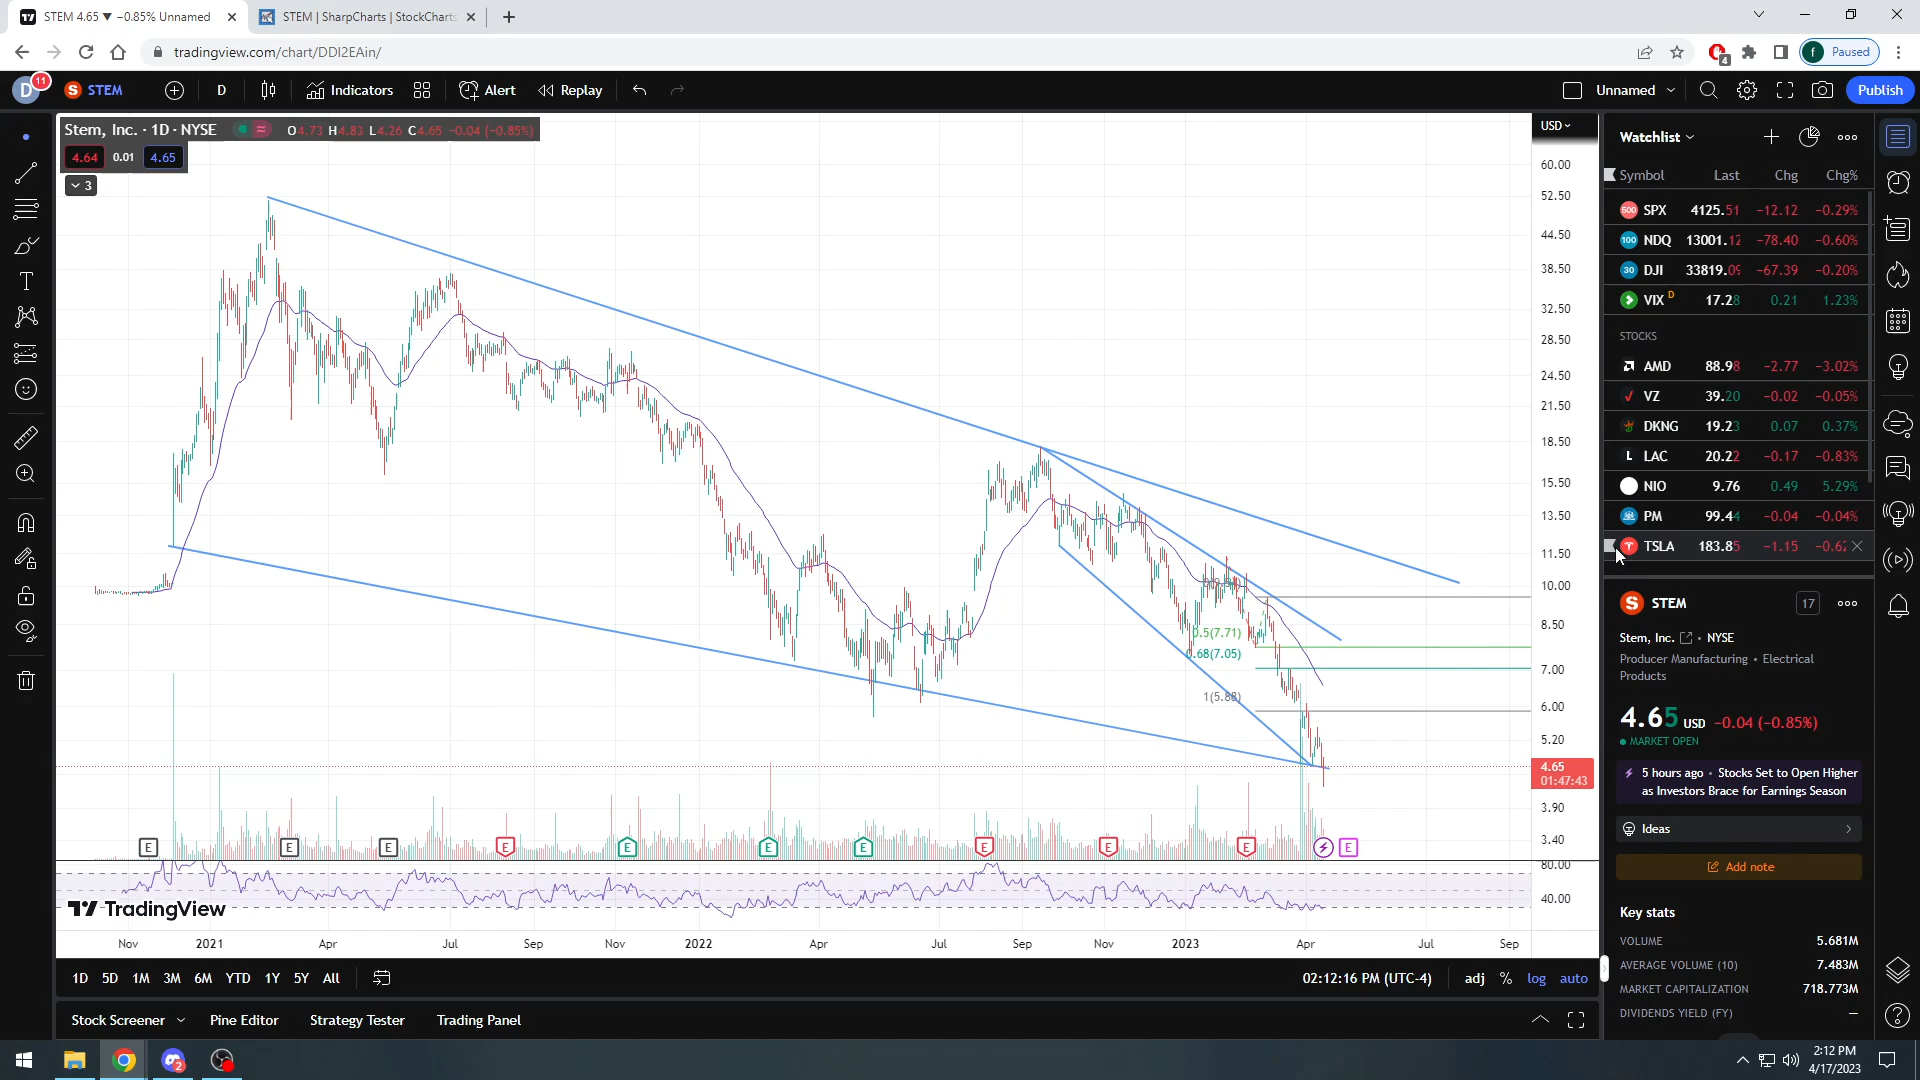 STEM 4.65 ▼ −0.85% Unnamed
STEM | SharpCharts | StockCharts
tradingview.com/chart/DDI2EAin/
4
f Paused
D 11 STEM D Indicators Alert Replay Unnamed Publish
Stem, Inc. · 1D · NYSE O4.73 H4.83 L4.26 C4.65 −0.04 (−0.85%)
4.64 0.01 4.65
3
USD
60.00
52.50
44.50
38.50
32.50
28.50
24.50
21.50
18.50
15.50
13.50
11.50
10.00
8.50
7.00
6.00
5.20
4.65
01:47:43
3.90
3.40
80.00
40.00
0.5(7.71)
0.68(7.05)
1(5.88)
E E E E E E E E E E E
TradingView
Nov 2021 Apr Jul Sep Nov 2022 Apr Jul Sep Nov 2023 Apr Jul Sep
1D 5D 1M 3M 6M YTD 1Y 5Y All
02:12:16 PM (UTC-4) adj % log auto
Stock Screener Pine Editor Strategy Tester Trading Panel
Watchlist
Symbol Last Chg Chg%
500 SPX 4125.51 −12.12 −0.29%
100 NDQ 13001.12 −78.40 −0.60%
30 DJI 33819.09 −67.39 −0.20%
VIX D 17.28 0.21 1.23%
STOCKS
AMD 88.98 −2.77 −3.02%
VZ 39.20 −0.02 −0.05%
DKNG 19.23 0.07 0.37%
L LAC 20.22 −0.17 −0.83%
NIO 9.76 0.49 5.29%
PM 99.44 −0.04 −0.04%
TSLA 183.85 −1.15 −0.62
S STEM 17
Stem, Inc. • NYSE
Producer Manufacturing • Electrical
Products
4.65 USD −0.04 (−0.85%)
MARKET OPEN
5 hours ago • Stocks Set to Open Higher
as Investors Brace for Earnings Season
Ideas
Add note
Key stats
VOLUME 5.681M
AVERAGE VOLUME (10) 7.483M
MARKET CAPITALIZATION 718.773M
DIVIDENDS YIELD (FY) —
2
2:12 PM
4/17/2023